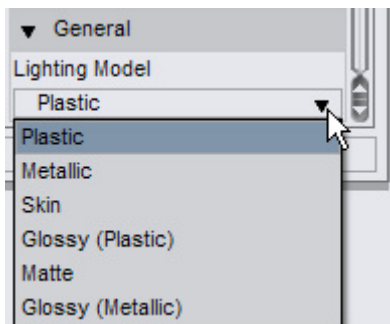 General
Lighting Model
Plastic
Plastic
Metallic
Skin
Glossy (Plastic)
Matte
Glossy (Metallic)